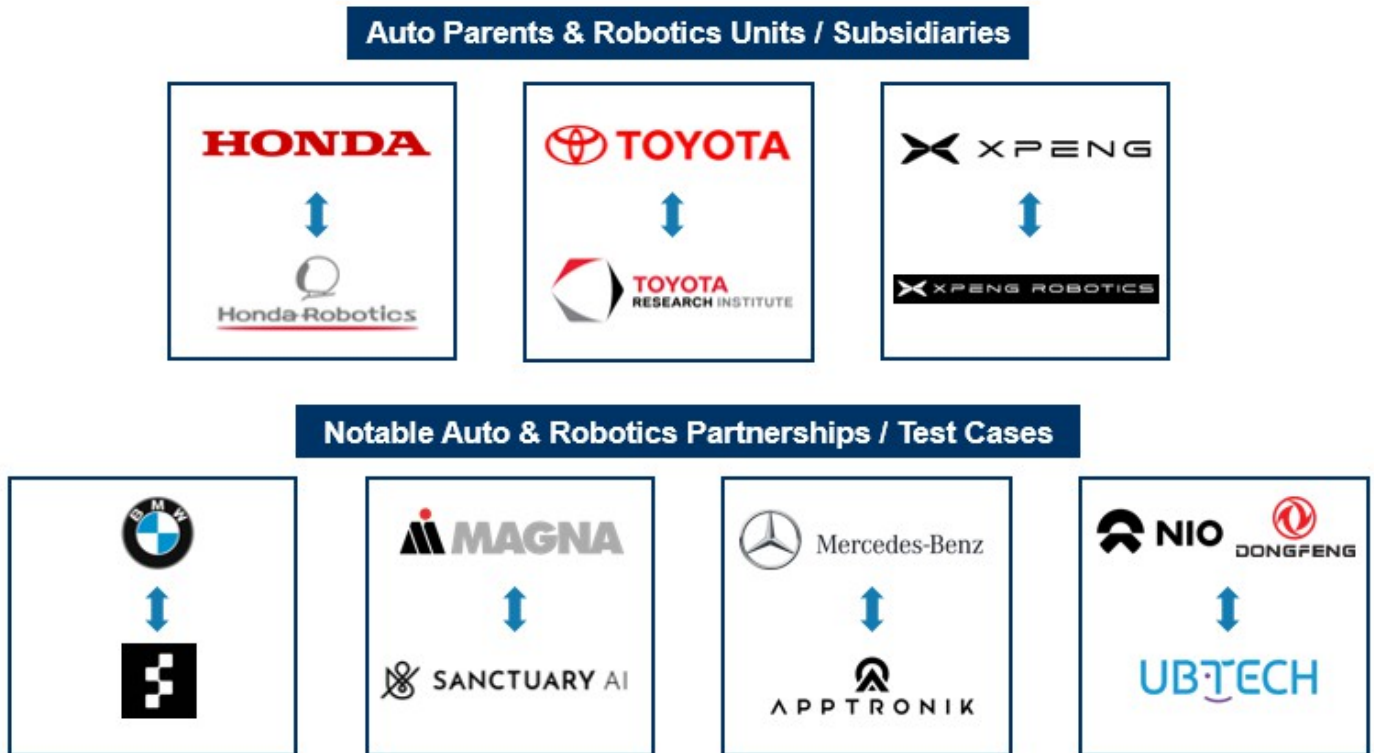 Auto Parents & Robotics Units / Subsidiaries
HONDA
TOYOTA
XPENG
Honda Robotics
TOYOTA
RESEARCH INSTITUTE
XPENG ROBOTICS
Notable Auto & Robotics Partnerships / Test Cases
BMW
MAGNA
Mercedes-Benz
NIO
DONGFENG
SANCTUARY AI
APPTRONIK
UBTECH